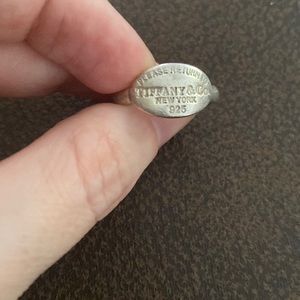 PLEASE RETURN TO
TIFFANY & Co.
NEW YORK
925